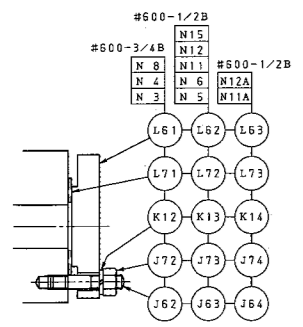 #600-1/2B
N15
N12
N11
N 6
N 5
#600-3/4B
N 8
N 4
N 3
#600-1/2B
N12A
N11A
L61 L62 L63
L71 L72 L73
K12 K13 K14
J72 J73 J74
J62 J63 J64